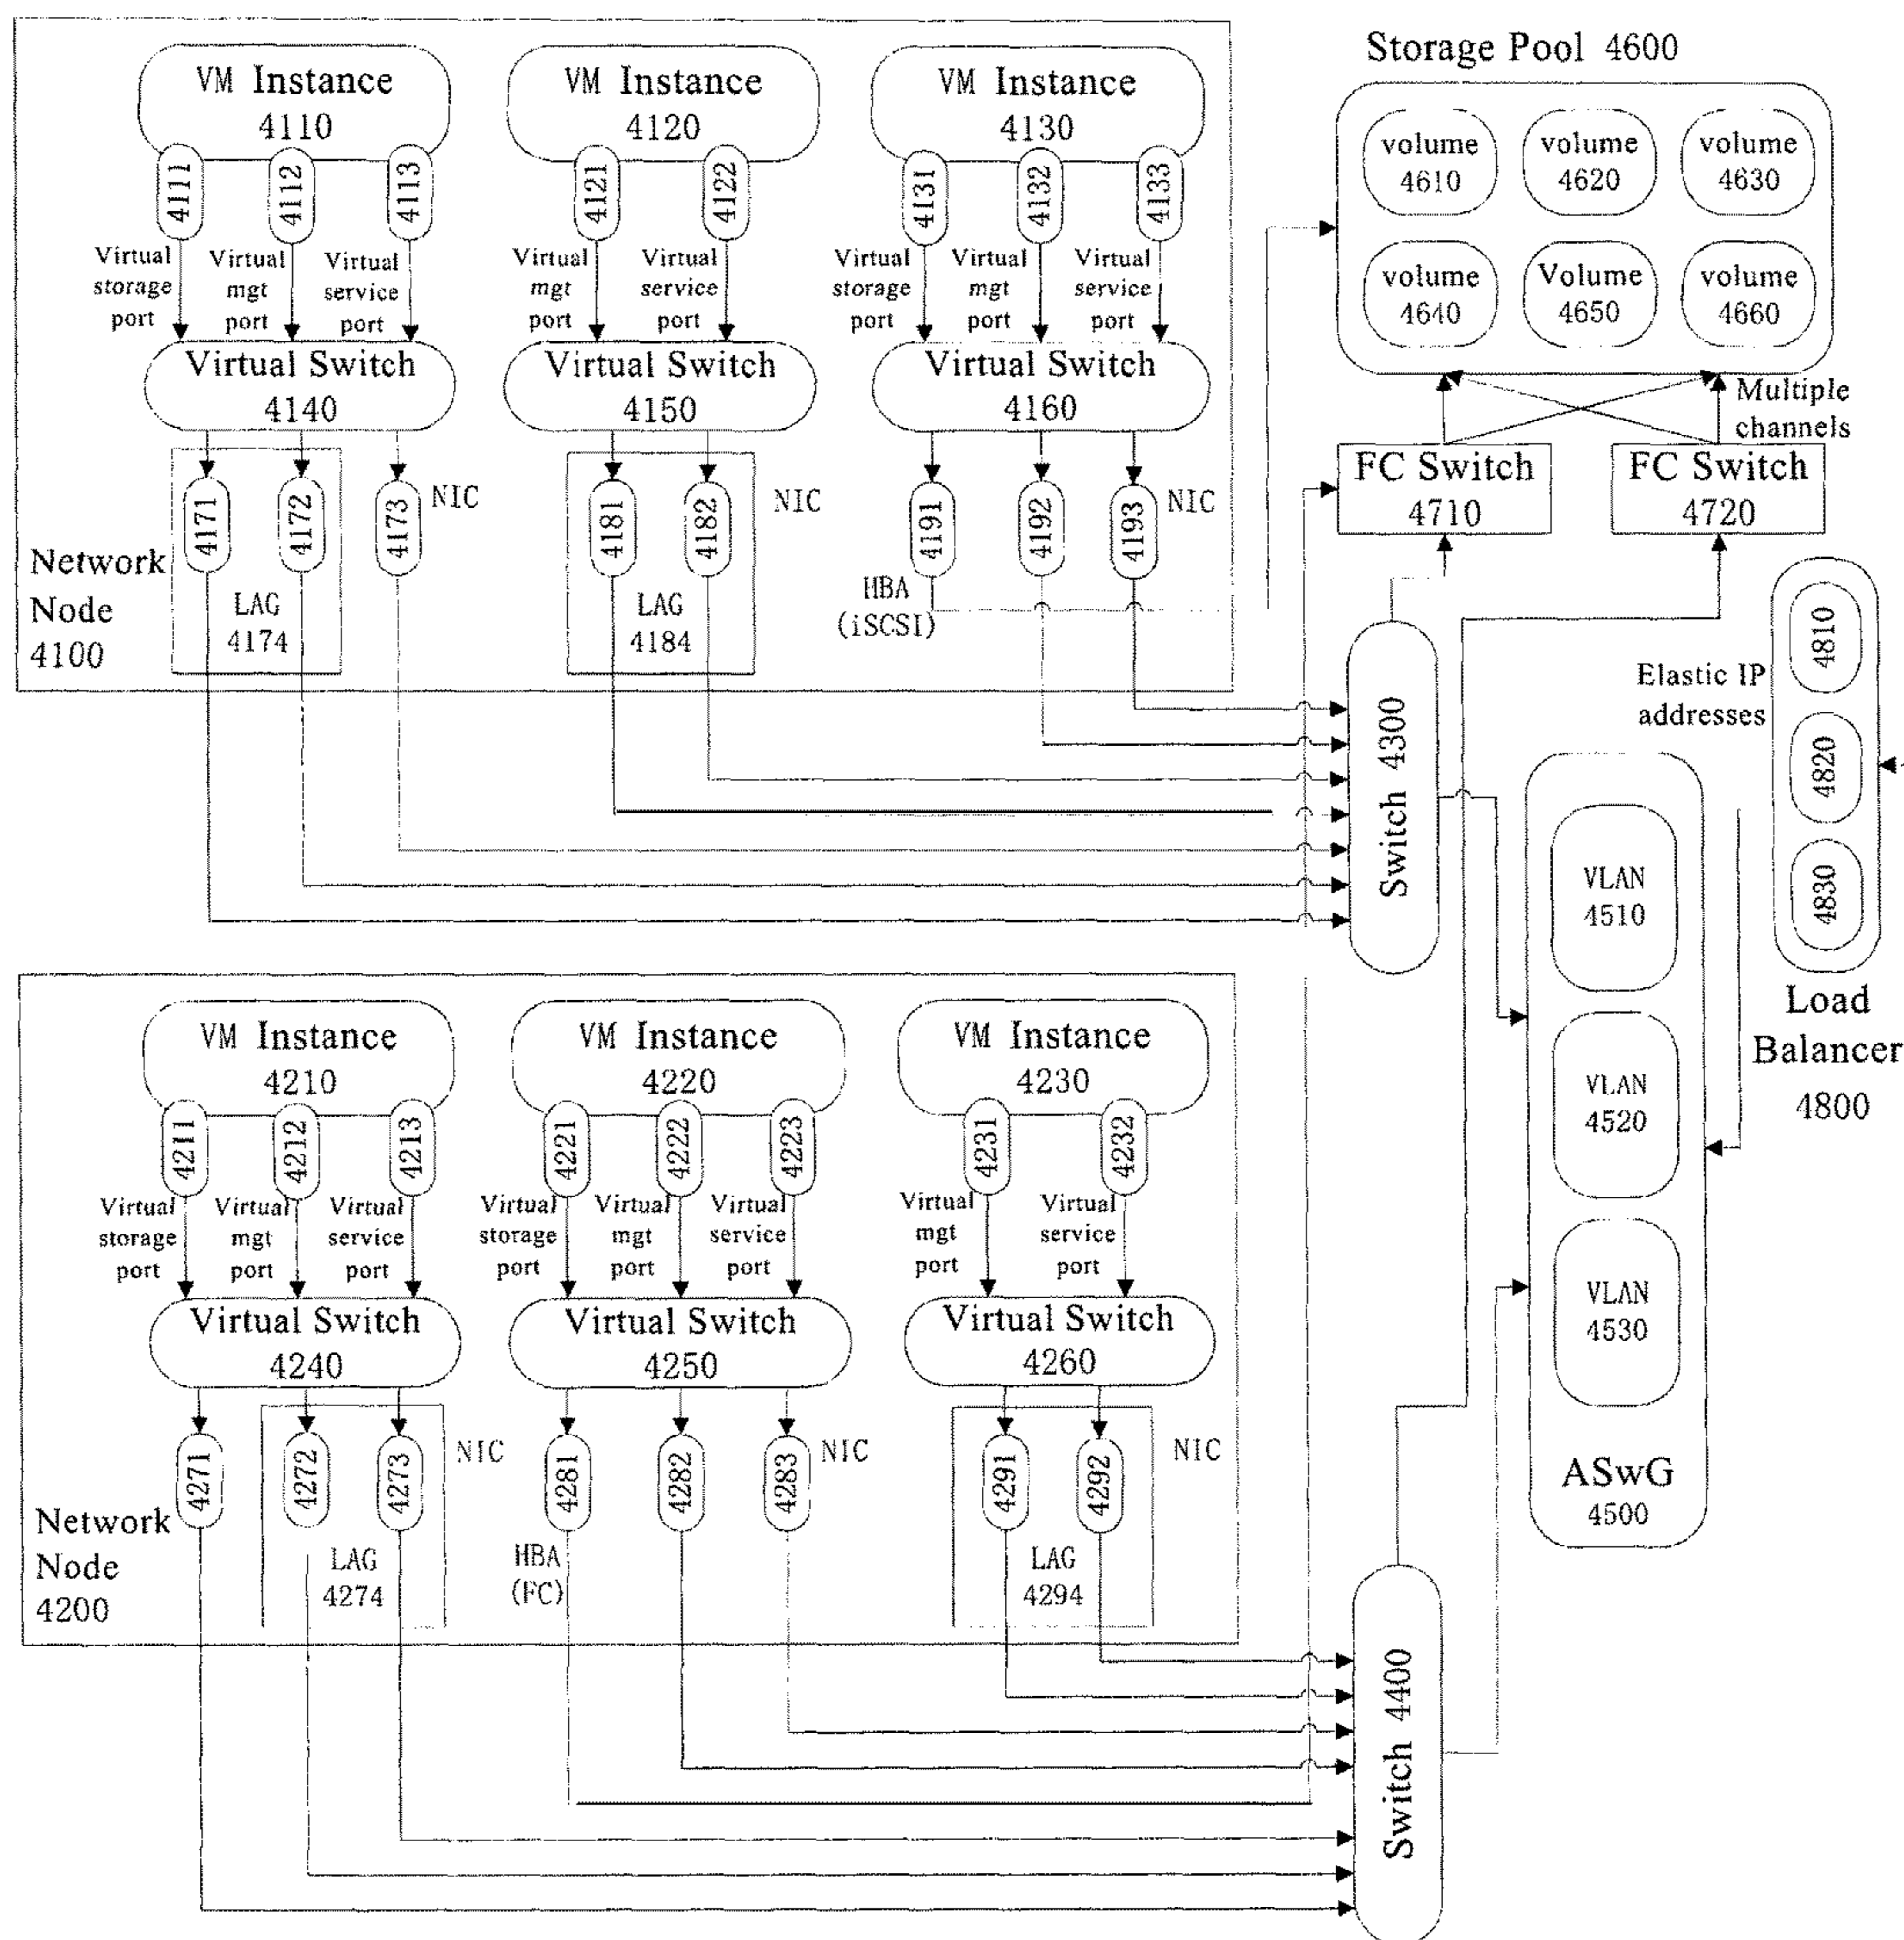 VM Instance
4110
VM Instance
4120
VM Instance
4130
4111
4112
4113
4121
4122
4131
4132
4133
Virtual
storage
port
Virtual
mgt
port
Virtual
service
port
Virtual
mgt
port
Virtual
service
port
Virtual
storage
port
Virtual
mgt
port
Virtual
service
port
Virtual Switch
4140
Virtual Switch
4150
Virtual Switch
4160
4171
4172
4173
NIC
4181
4182
NIC
4191
4192
4193
NIC
LAG
4174
LAG
4184
HBA
(iSCSI)
Network
Node
4100
Storage Pool 4600
volume
4610
volume
4620
volume
4630
volume
4640
Volume
4650
volume
4660
Multiple
channels
FC Switch
4710
FC Switch
4720
Switch 4300
Elastic IP
addresses
4810
4820
4830
Load
Balancer
4800
VLAN
4510
VLAN
4520
VLAN
4530
ASwG
4500
VM Instance
4210
VM Instance
4220
VM Instance
4230
4211
4212
4213
4221
4222
4223
4231
4232
Virtual
storage
port
Virtual
mgt
port
Virtual
service
port
Virtual
storage
port
Virtual
mgt
port
Virtual
service
port
Virtual
mgt
port
Virtual
service
port
Virtual Switch
4240
Virtual Switch
4250
Virtual Switch
4260
4271
4272
4273
NIC
4281
4282
4283
NIC
4291
4292
NIC
LAG
4274
HBA
(FC)
LAG
4294
Network
Node
4200
Switch 4400